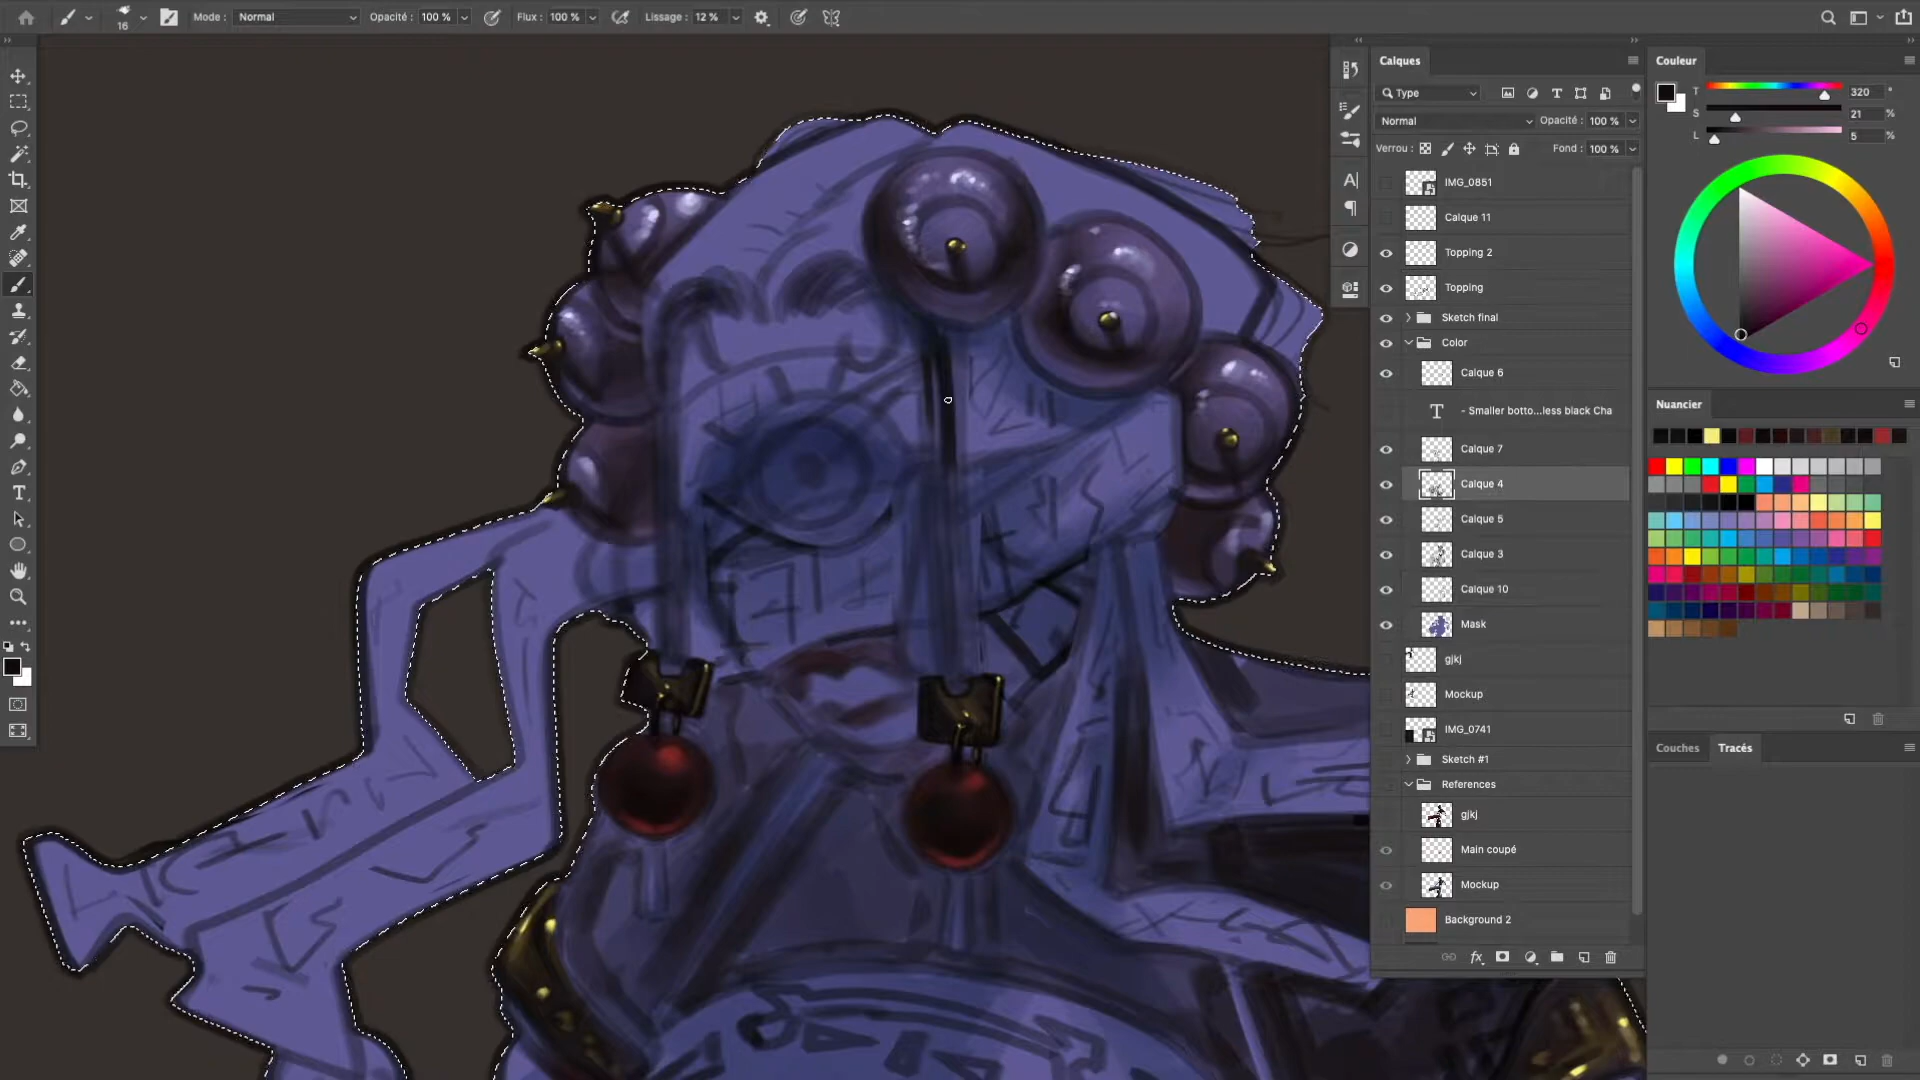 16
Mode : Normal
Opacité : 100 %
Flux : 100 %
Lissage : 12 %
Calques
Type
Normal
Opacité : 100 %
Verrou :
Fond : 100 %
IMG_0851
Calque 11
Topping 2
Topping
Sketch final
Color
Calque 6
T - Smaller botto...less black Cha
Calque 7
Calque 4
Calque 5
Calque 3
Calque 10
Mask
gjkj
Mockup
IMG_0741
Sketch #1
References
gjkj
Main coupé
Mockup
Background 2
fx
Couleur
T 320 °
S 21 %
L 5 %
Nuancier
Couches
Tracés